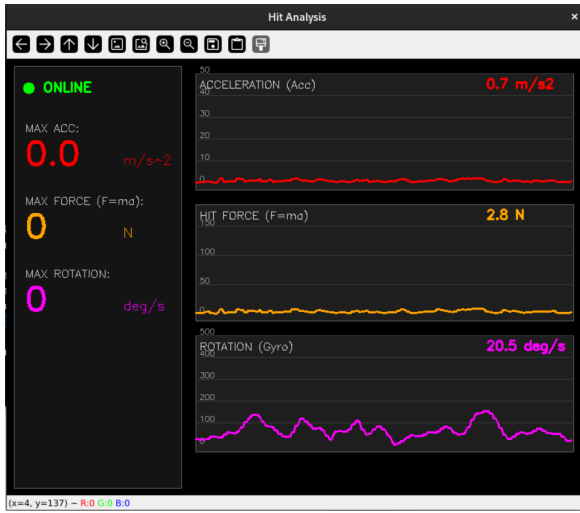 Hit Analysis ×
ONLINE
MAX ACC:
0.0 m/s^2
MAX FORCE (F=ma):
0 N
MAX ROTATION:
0 deg/s
50
ACCELERATION (Acc) 0.7 m/s2
40
30
20
10
0
HIT FORCE (F=ma) 2.8 N
150
100
50
0
500
ROTATION (Gyro) 20.5 deg/s
400
300
200
100
0
(x=4, y=137) ~ R:0 G:0 B:0